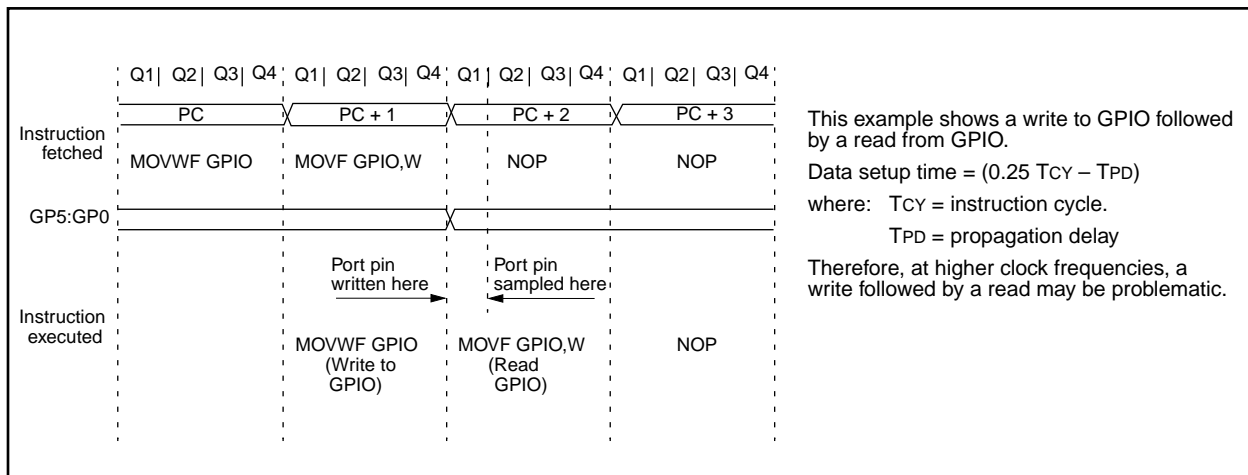 Q1| Q2| Q3| Q4 Q1| Q2| Q3| Q4 Q1| Q2| Q3| Q4 Q1| Q2| Q3| Q4
PC PC + 1 PC + 2 PC + 3
Instruction
fetched
MOVWF GPIO MOVF GPIO,W NOP NOP
GP5:GP0
Port pin
written here
Port pin
sampled here
Instruction
executed
MOVWF GPIO
(Write to
GPIO)
MOVF GPIO,W
(Read
GPIO)
NOP
This example shows a write to GPIO followed
by a read from GPIO.
Data setup time = (0.25 TCY – TPD)
where: TCY = instruction cycle.
TPD = propagation delay
Therefore, at higher clock frequencies, a
write followed by a read may be problematic.